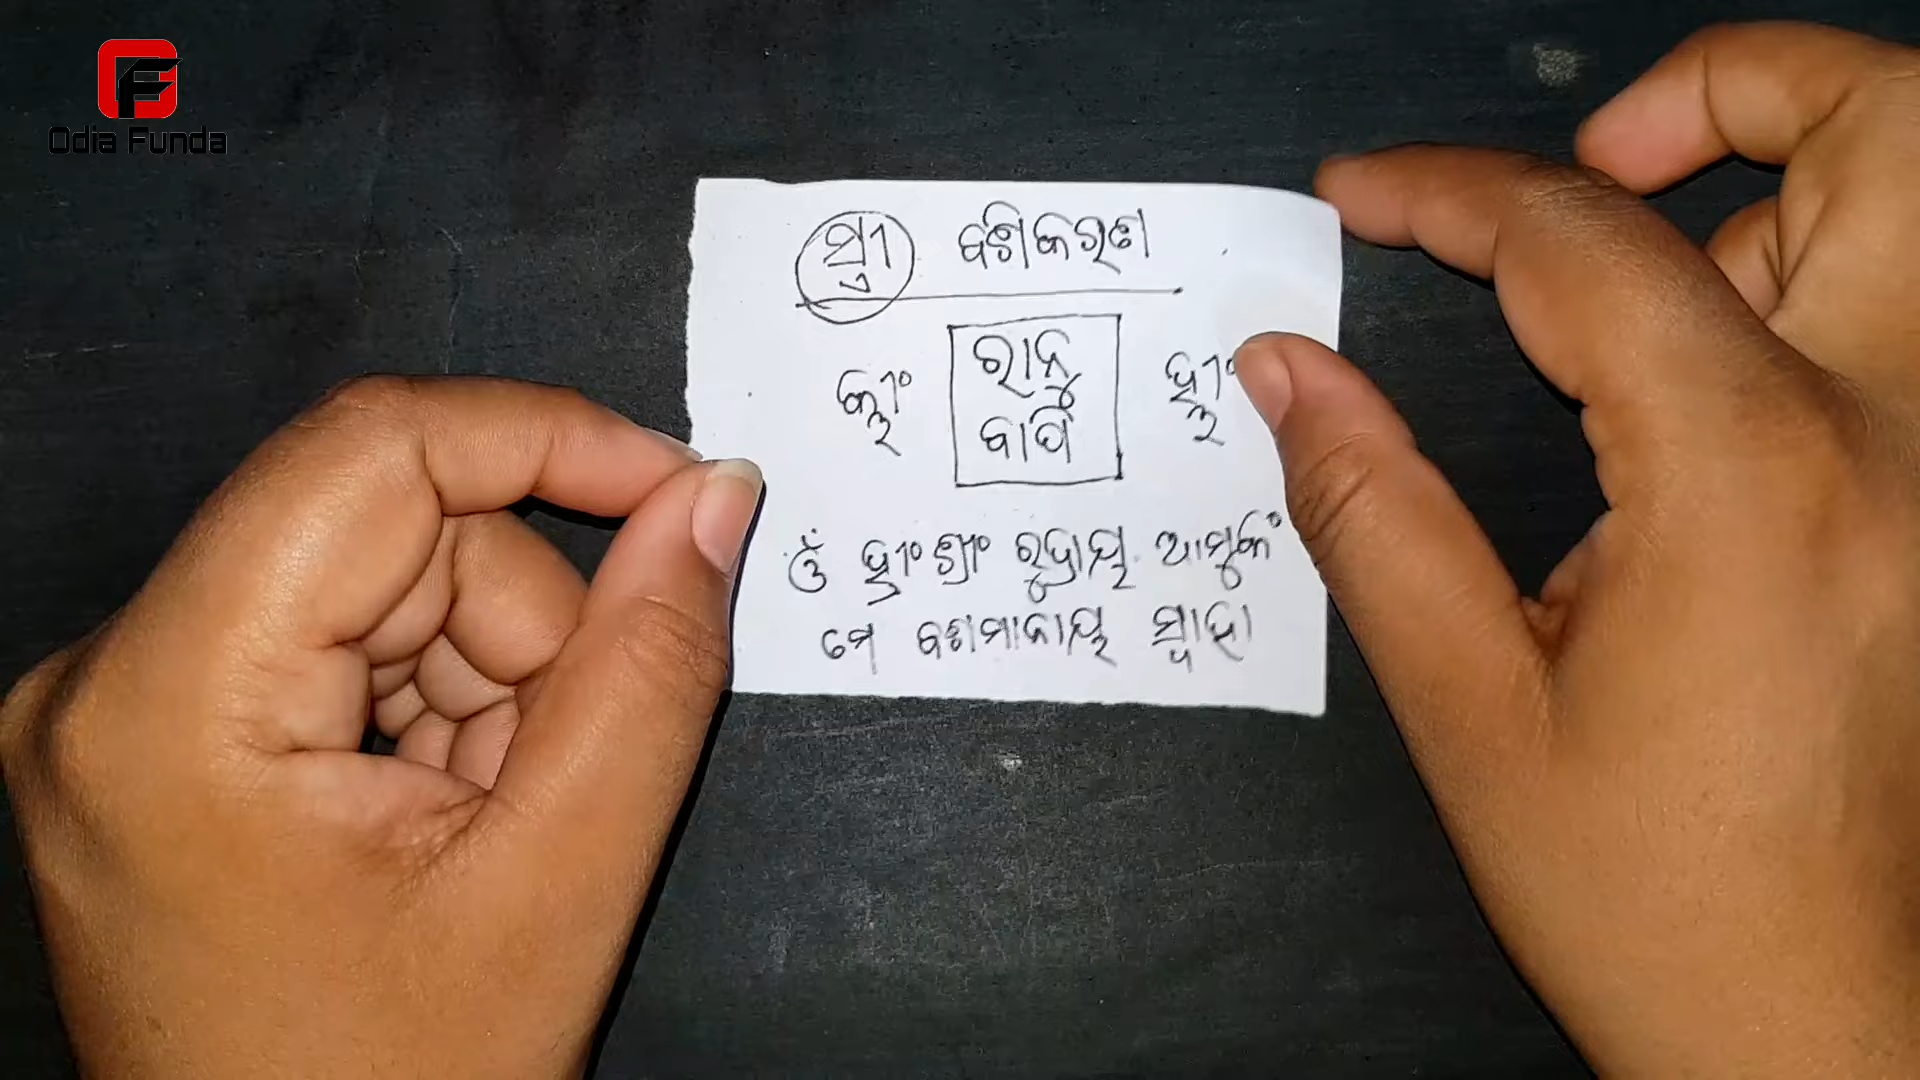 Odia Funda
ସ୍ତ୍ରୀ ବଶିକରଣ
କ୍ଲୀଂ ରାନୁ ହ୍ଲୀଂ
ବାପି
ଓଁ ହ୍ରୀଂ ଶ୍ରୀଂ ରୁଦ୍ରାୟ ଆମୁକିଂ
ମେ ବଶମାନାୟ ସ୍ୱାହା